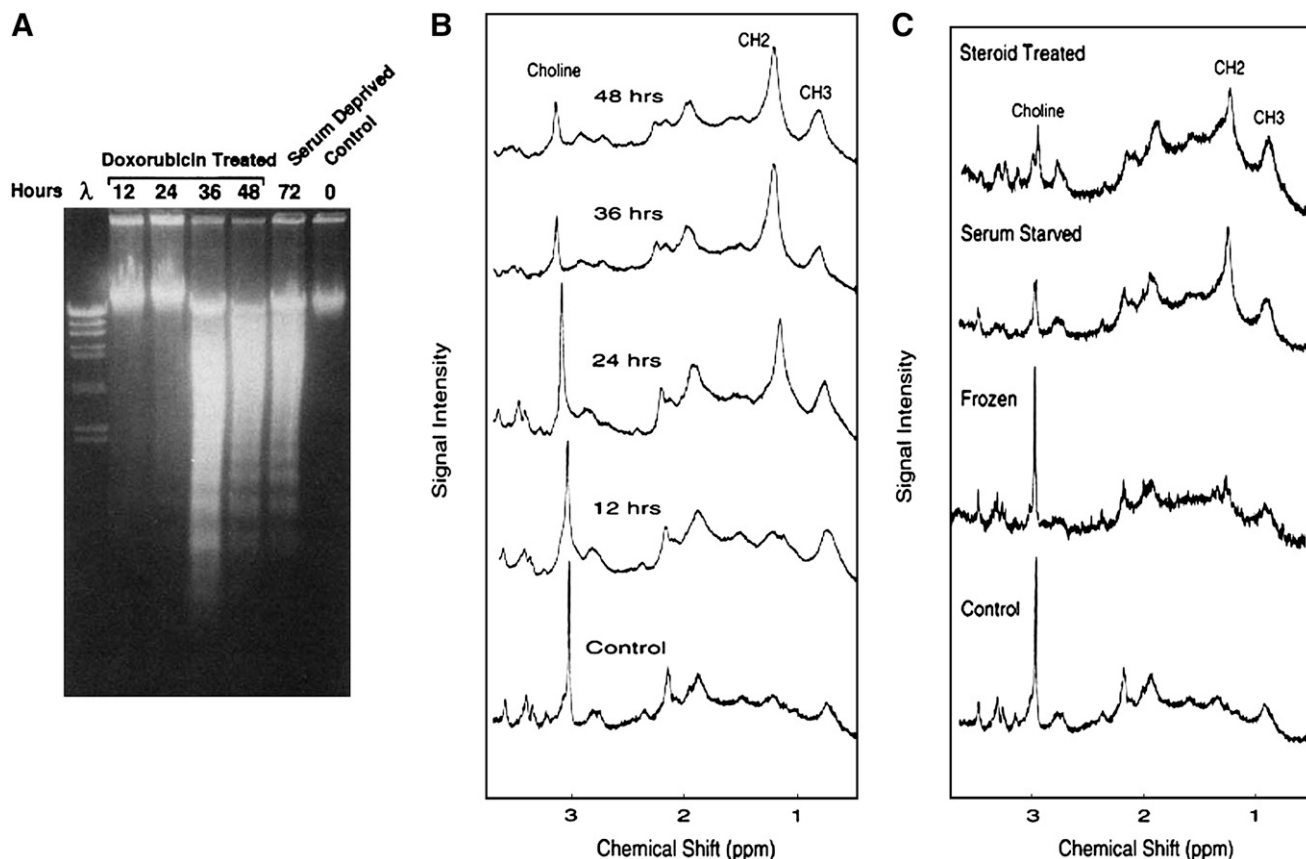 A
Doxorubicin Treated
Serum Deprived
Control
Hours λ 12 24 36 48 72 0
B
Signal Intensity
Choline
CH2
CH3
48 hrs
36 hrs
24 hrs
12 hrs
Control
3 2 1
Chemical Shift (ppm)
C
Signal Intensity
Steroid Treated
Choline
CH2
CH3
Serum Starved
Frozen
Control
3 2 1
Chemical Shift (ppm)